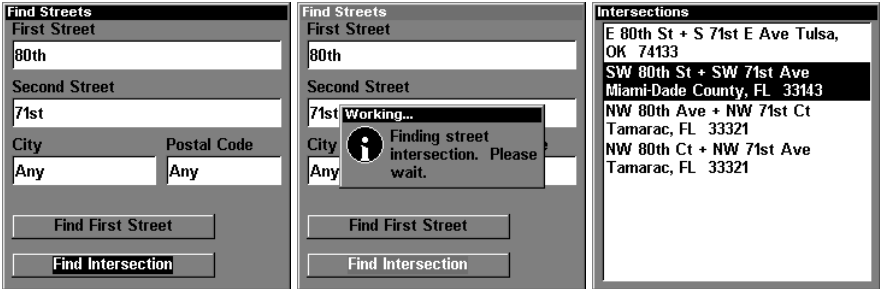 Find Streets
First Street
80th
Second Street
71st
City Postal Code
Any Any
Find First Street
Find Intersection
Find Streets
First Street
80th
Second Street
71st
Working...
Finding street
intersection. Please
wait.
City e
Any
Find First Street
Find Intersection
Intersections
E 80th St + S 71st E Ave Tulsa,
OK 74133
SW 80th St + SW 71st Ave
Miami-Dade County, FL 33143
NW 80th Ave + NW 71st Ct
Tamarac, FL 33321
NW 80th Ct + NW 71st Ave
Tamarac, FL 33321